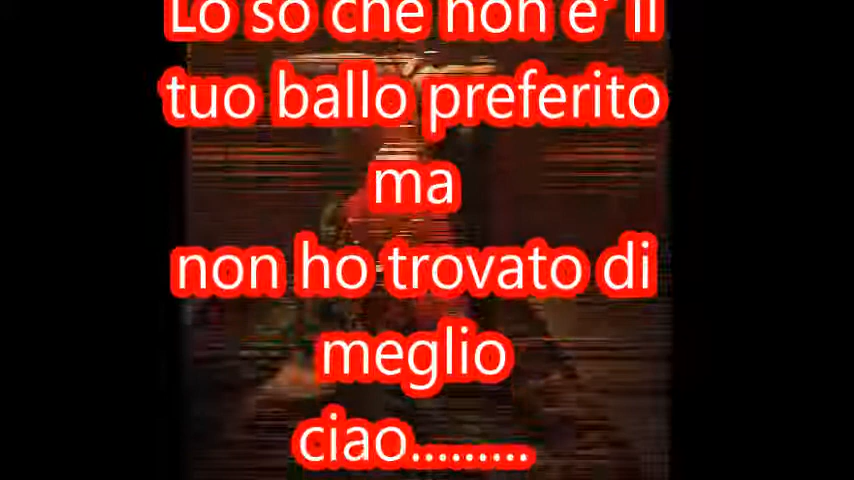 Lo so che non e' il
tuo ballo preferito
ma
non ho trovato di
meglio
ciao.........